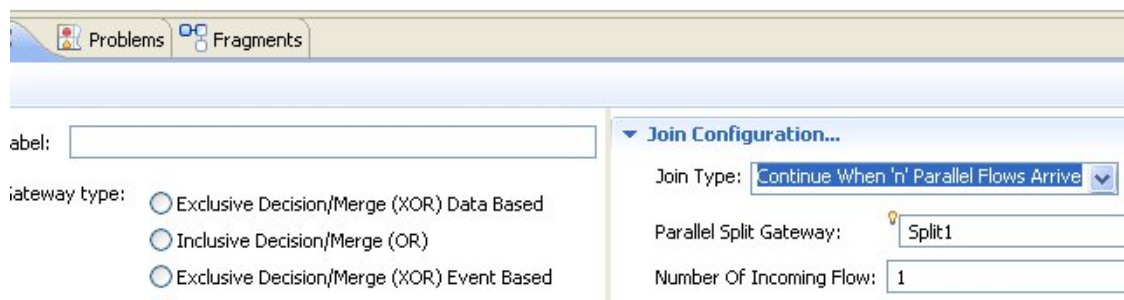 Problems Fragments
abel:
Gateway type:
Exclusive Decision/Merge (XOR) Data Based
Inclusive Decision/Merge (OR)
Exclusive Decision/Merge (XOR) Event Based
Join Configuration...
Join Type: Continue When 'n' Parallel Flows Arrive
Parallel Split Gateway: Split1
Number Of Incoming Flow: 1